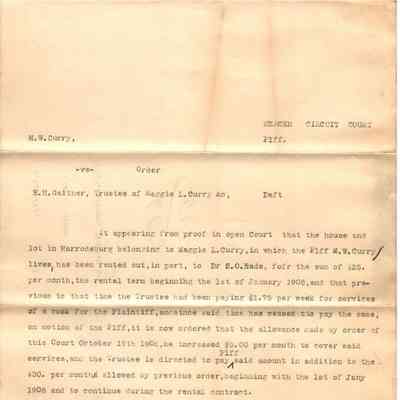 MERCER CIRCUIT COURT
M.W.Curry, Plff.
-vs- Order
E.H.Gaither, Trustee of Maggie L.Curry &c, Deft
It appearing from proof in open Court that the house and
lot in Harrodsburg belonging to Maggie L.Curry, in which the Plff M.W.Curry
lives, has been rented out, in part, to Dr S.O. for the sum of $25.
per month, the rental term beginning the 1st of January 1908, and that pre-
vious to that time the Trustee had been paying $1.75 per week for services
of a cook for the Plaintiff, and since said time has ceased to pay the same,
on motion of the Plff, it is now ordered that the allowance made by order of
this Court October 19th 1906, be increased per month to cover said
Plff
services, and the Trustee is directed to pay said amount in addition to the
$30. per month allowed by previous order, beginning with the 1st of Jany
1908 and to continue during the rental contract.